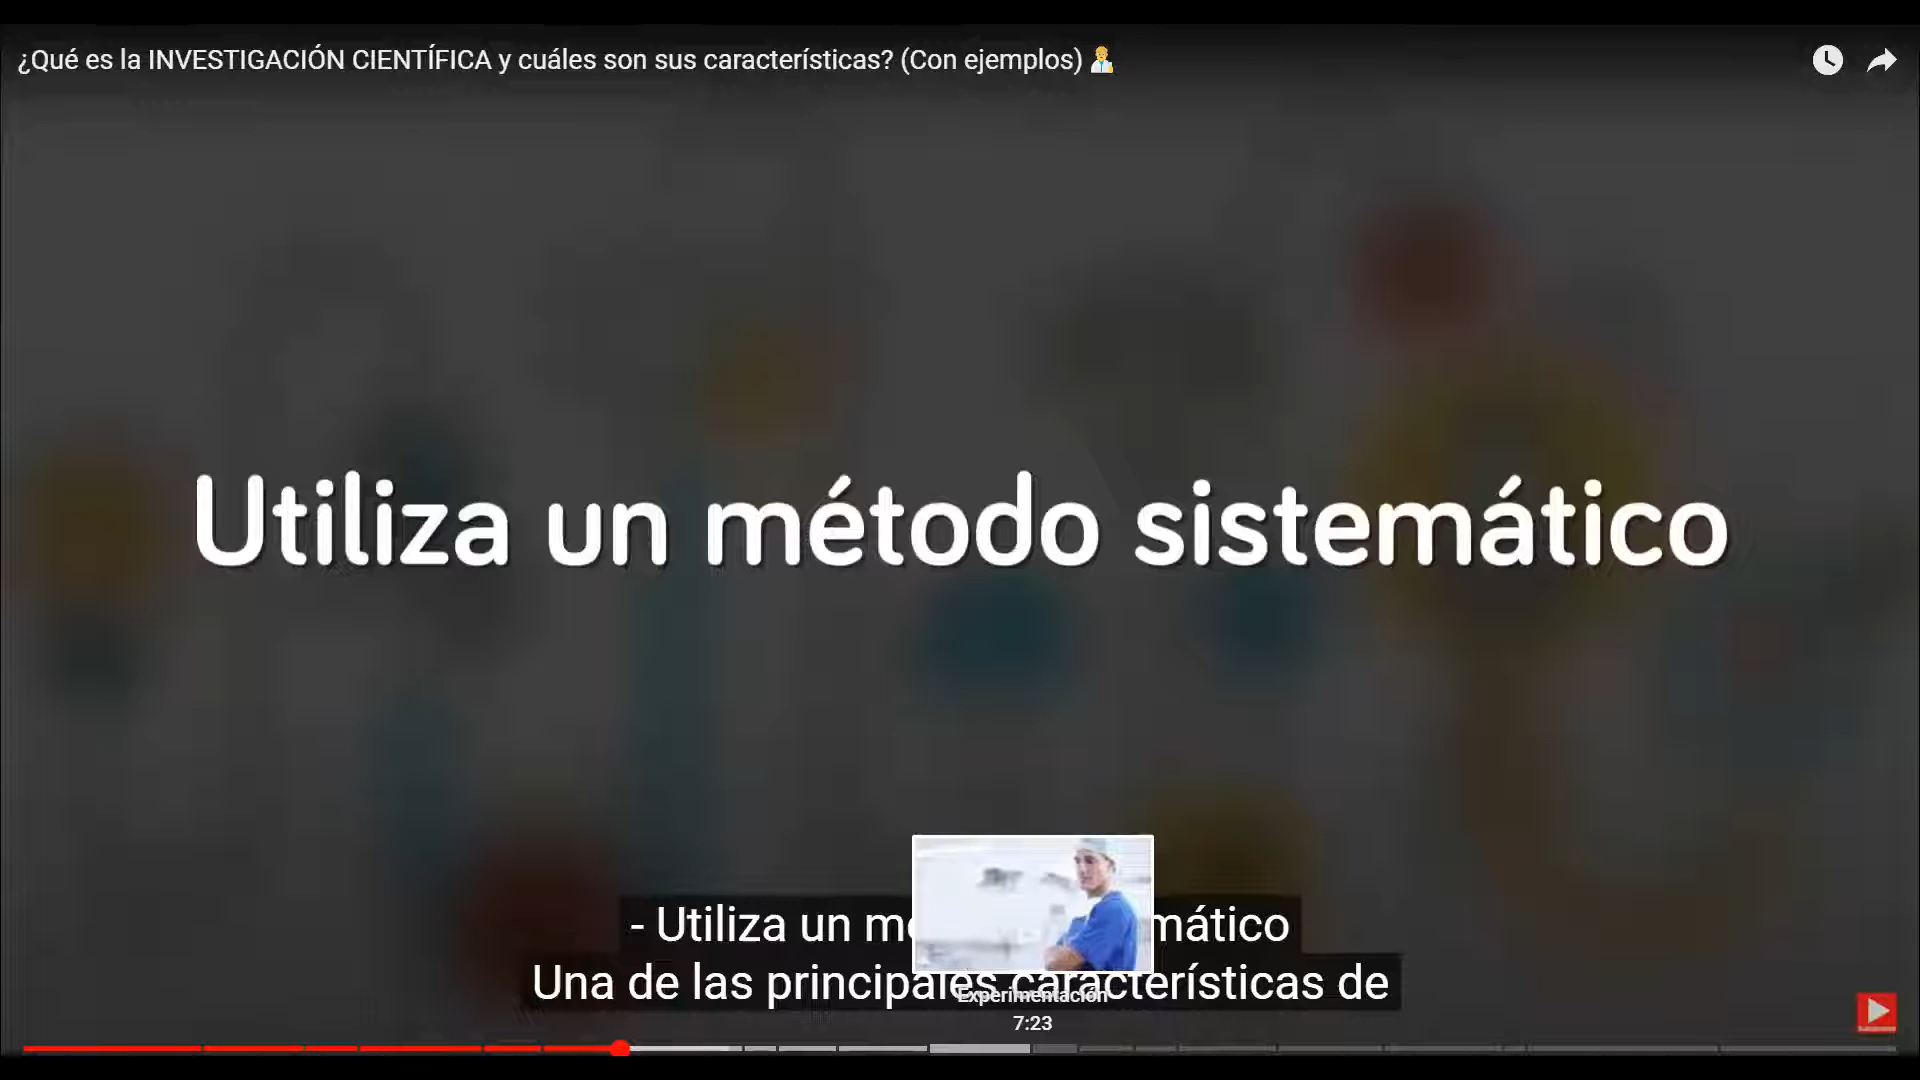 ¿Qué es la INVESTIGACIÓN CIENTÍFICA y cuáles son sus características? (Con ejemplos)
Utiliza un método sistemático
- Utiliza un mé mático
Una de las principales características de
Experimentación
7:23